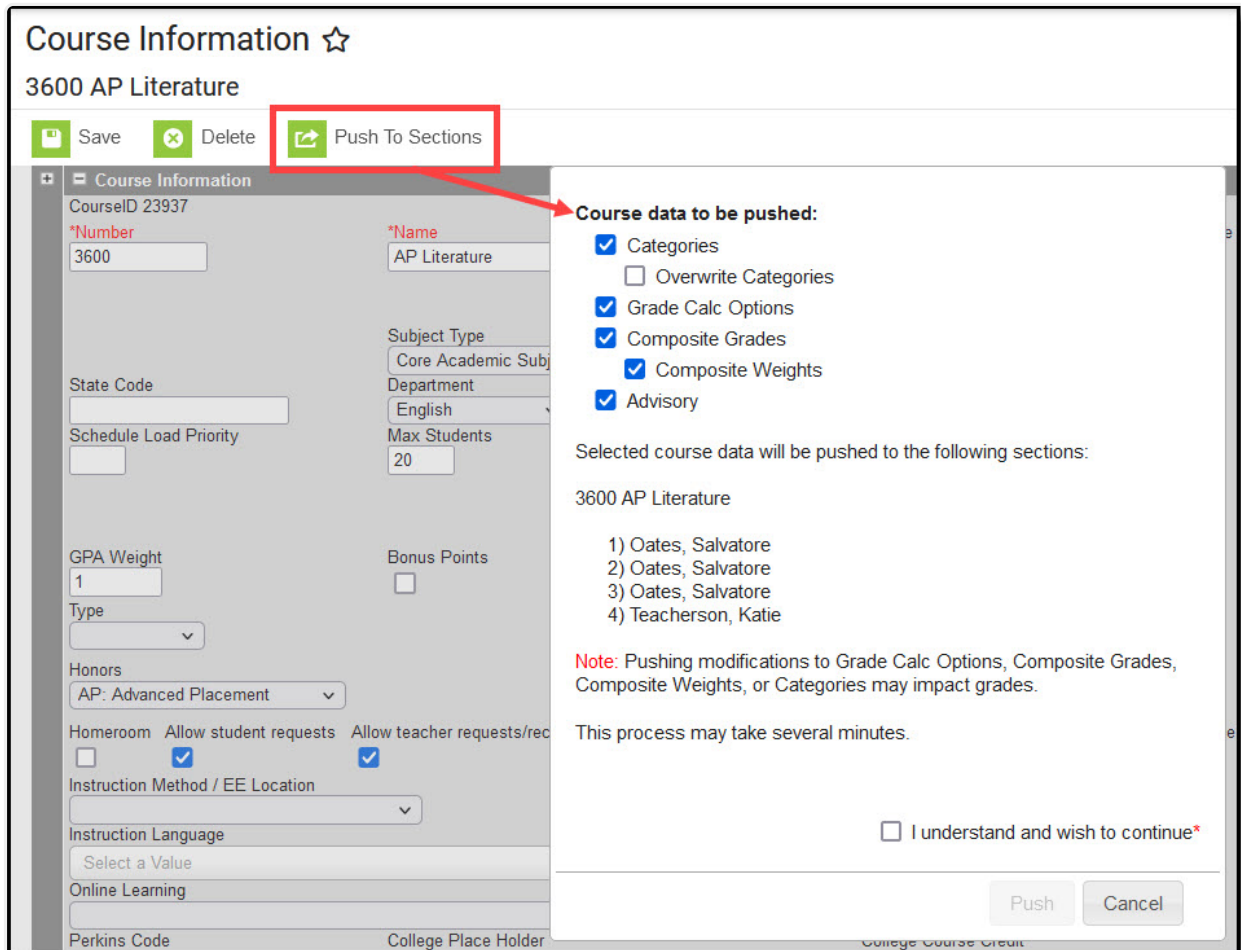 Course Information
3600 AP Literature
Save Delete Push To Sections
Course Information
CourseID 23937
*Number *Name
3600 AP Literature
Subject Type
Core Academic Subj
State Code Department
English
Schedule Load Priority Max Students
20
GPA Weight Bonus Points
1
Type
Honors
AP: Advanced Placement
Homeroom Allow student requests Allow teacher requests/rec
Instruction Method / EE Location
Instruction Language
Select a Value
Online Learning
Perkins Code College Place Holder College Course Credit
Course data to be pushed:
Categories
Overwrite Categories
Grade Calc Options
Composite Grades
Composite Weights
Advisory
Selected course data will be pushed to the following sections:
3600 AP Literature
1) Oates, Salvatore
2) Oates, Salvatore
3) Oates, Salvatore
4) Teacherson, Katie
Note: Pushing modifications to Grade Calc Options, Composite Grades,
Composite Weights, or Categories may impact grades.
This process may take several minutes.
I understand and wish to continue*
Push Cancel